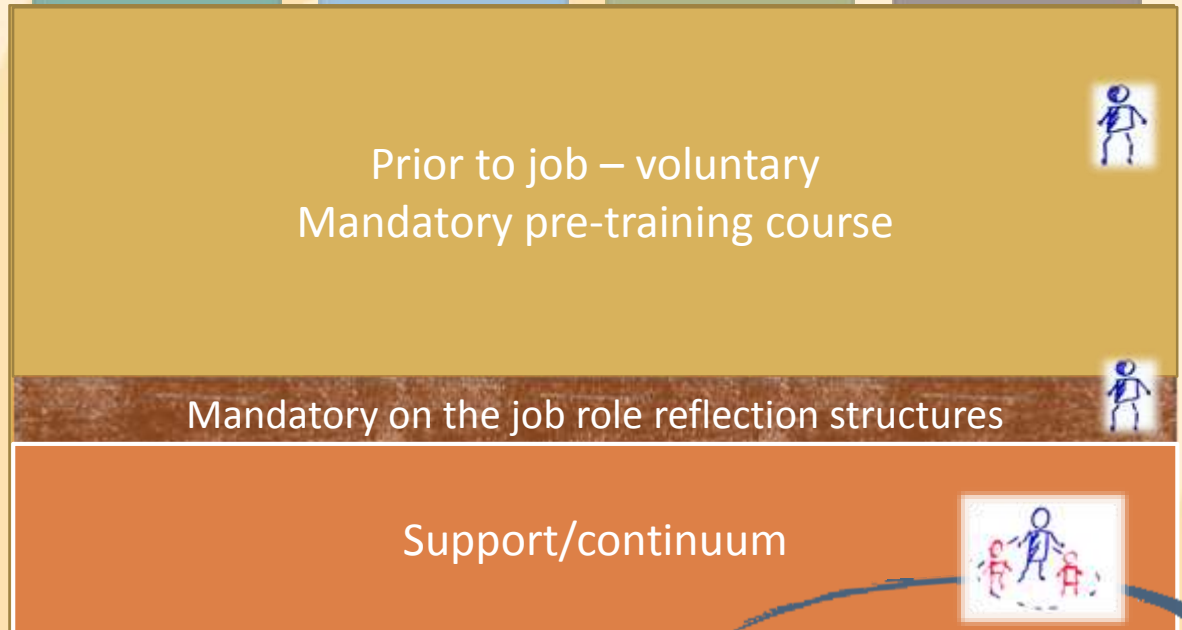 Prior to job – voluntary
Mandatory pre-training course
Mandatory on the job role reflection structures
Support/continuum